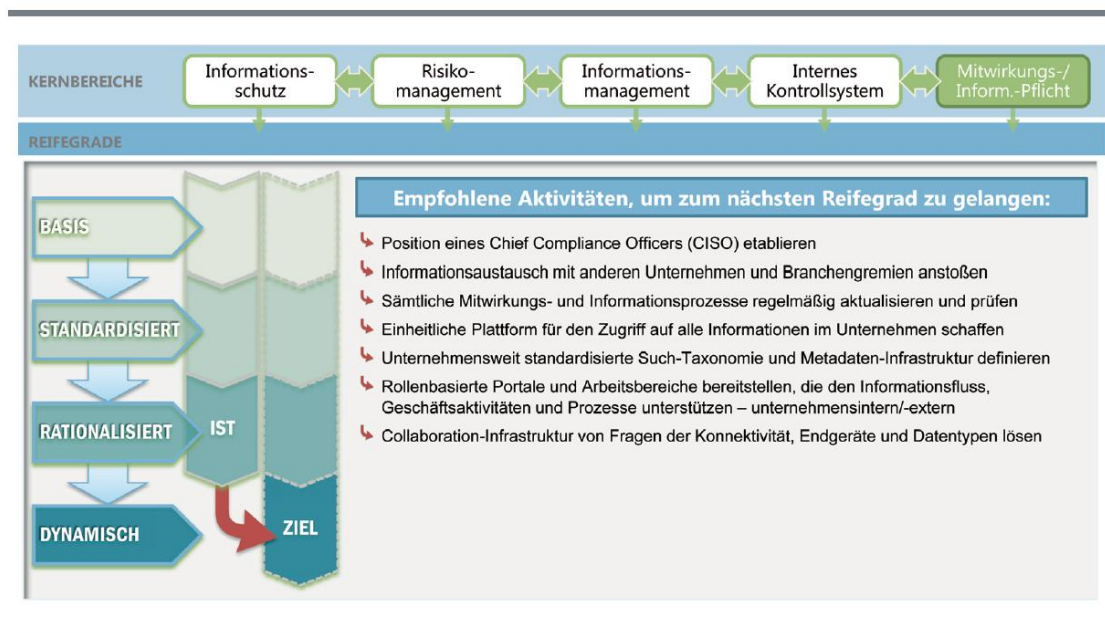 KERNBEREICHE
Informations-
schutz
Risiko-
management
Informations-
management
Internes
Kontrollsystem
Mitwirkungs-/
Inform.-Pflicht
REIFEGRADE
BASIS
STANDARDISIERT
RATIONALISIERT
DYNAMISCH
IST
ZIEL
Empfohlene Aktivitäten, um zum nächsten Reifegrad zu gelangen:
Position eines Chief Compliance Officers (CISO) etablieren
Informationsaustausch mit anderen Unternehmen und Branchengremien anstoßen
Sämtliche Mitwirkungs- und Informationsprozesse regelmäßig aktualisieren und prüfen
Einheitliche Plattform für den Zugriff auf alle Informationen im Unternehmen schaffen
Unternehmensweit standardisierte Such-Taxonomie und Metadaten-Infrastruktur definieren
Rollenbasierte Portale und Arbeitsbereiche bereitstellen, die den Informationsfluss,
Geschäftsaktivitäten und Prozesse unterstützen – unternehmensintern/-extern
Collaboration-Infrastruktur von Fragen der Konnektivität, Endgeräte und Datentypen lösen